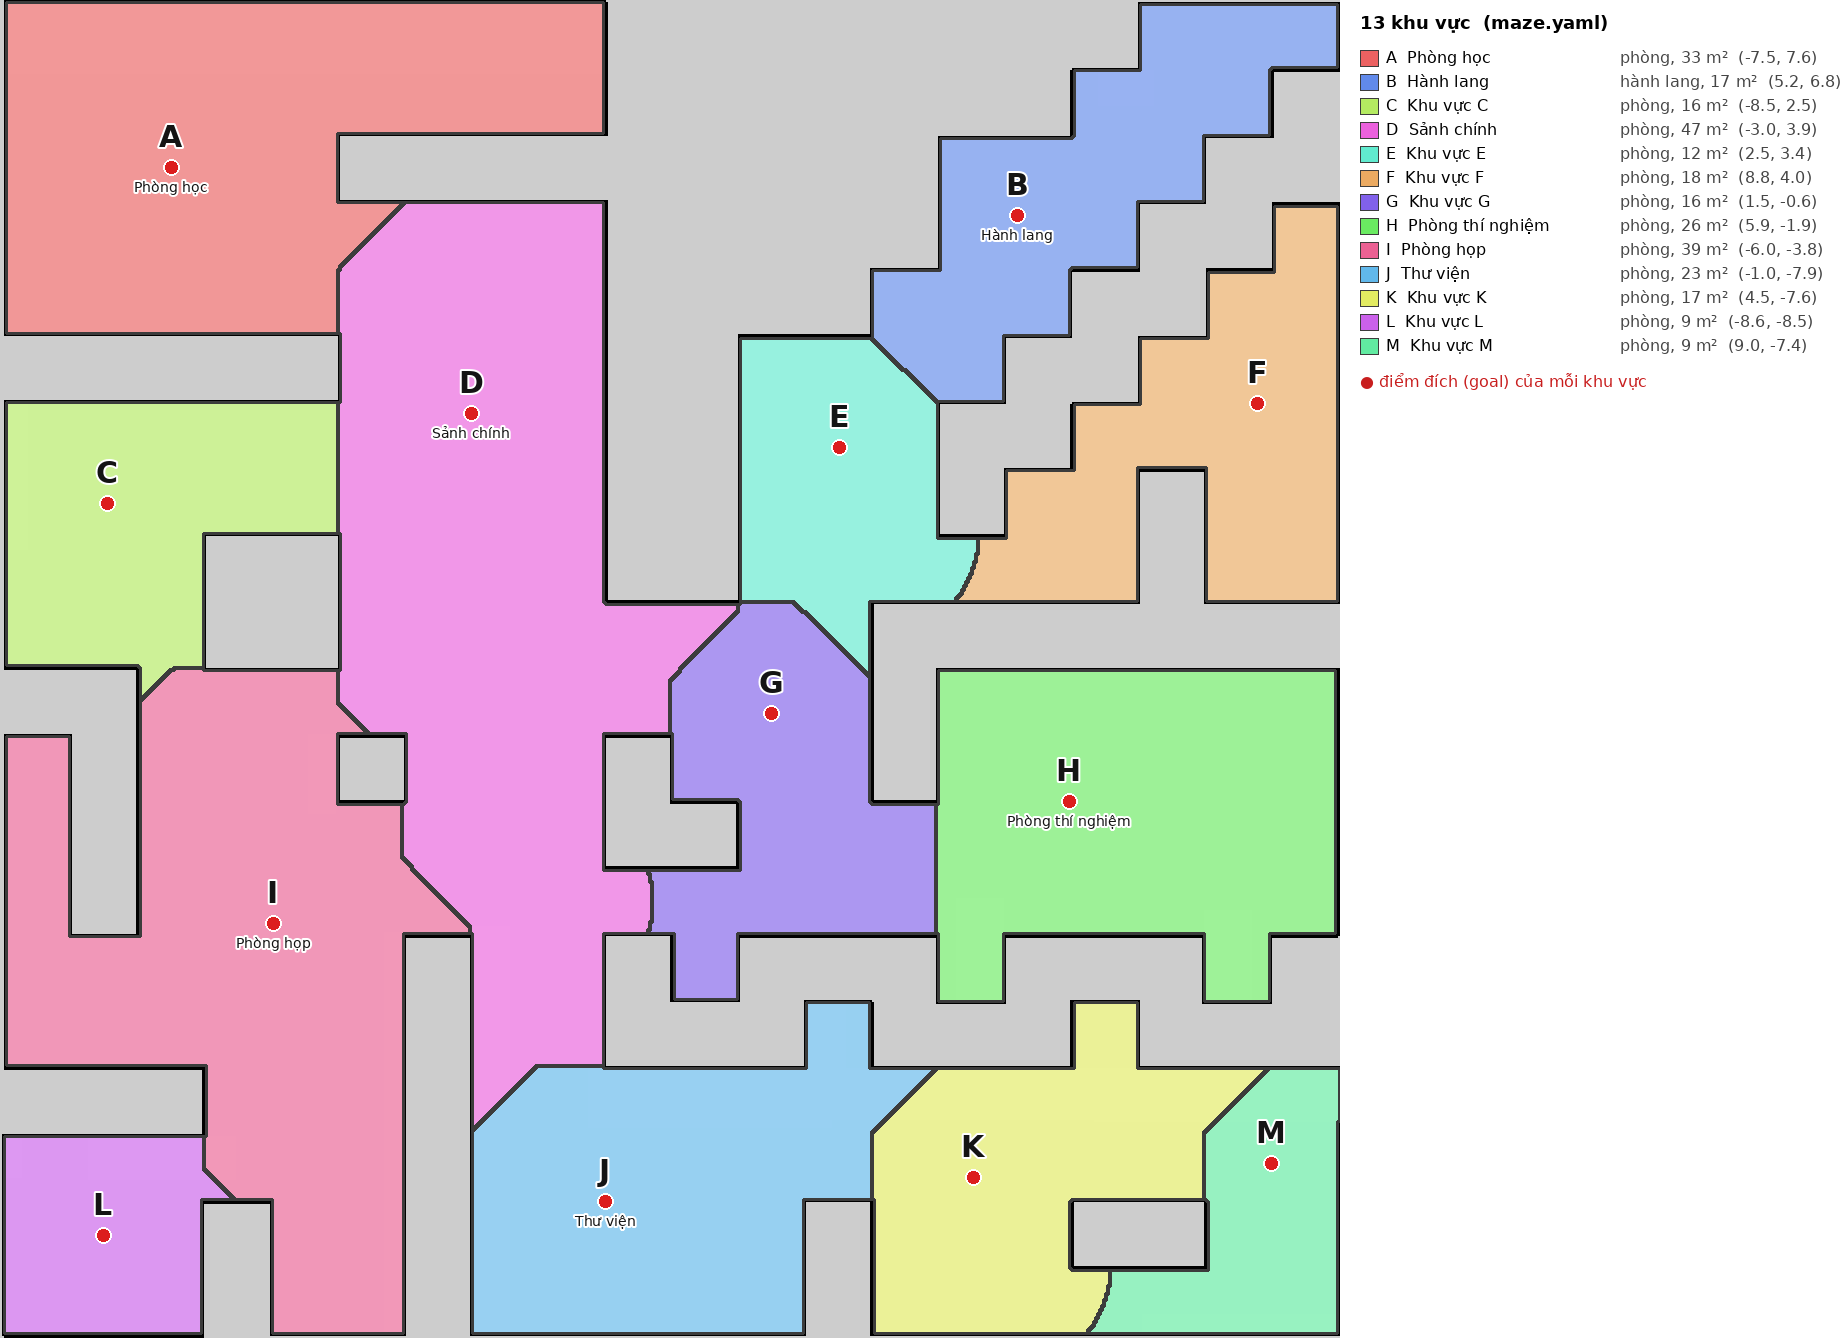 13 khu vực (maze.yaml)
A Phòng học phòng, 33 m² (-7.5, 7.6)
B Hành lang hành lang, 17 m² (5.2, 6.8)
C Khu vực C phòng, 16 m² (-8.5, 2.5)
D Sảnh chính phòng, 47 m² (-3.0, 3.9)
E Khu vực E phòng, 12 m² (2.5, 3.4)
F Khu vực F phòng, 18 m² (8.8, 4.0)
G Khu vực G phòng, 16 m² (1.5, -0.6)
H Phòng thí nghiệm phòng, 26 m² (5.9, -1.9)
I Phòng họp phòng, 39 m² (-6.0, -3.8)
J Thư viện phòng, 23 m² (-1.0, -7.9)
K Khu vực K phòng, 17 m² (4.5, -7.6)
L Khu vực L phòng, 9 m² (-8.6, -8.5)
M Khu vực M phòng, 9 m² (9.0, -7.4)
điểm đích (goal) của mỗi khu vực
A
Phòng học
B
Hành lang
D
Sảnh chính
F
E
C
G
H
Phòng thí nghiệm
I
Phòng họp
M
K
J
Thư viện
L